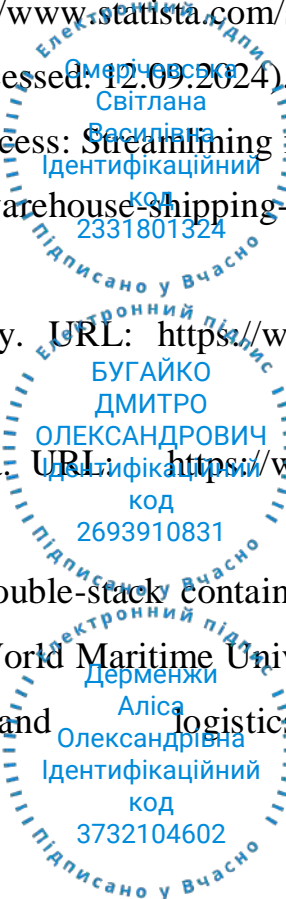 //www.statista.com/
Електронний підпис
essed: 12.09.2024)
Омерічевська
Світлана
Василівна
cess: Streamlining
Ідентифікаційний
код
arehouse-shipping-
2331801324
Підписано у Вчасно
Електронний підпис
y. URL: https://w
БУГАЙКО
ДМИТРО
ОЛЕКСАНДРОВИЧ
URL: https://w
Ідентифікаційний
код
2693910831
Підписано у Вчасно
ouble-stack contain
Електронний підпис
orld Maritime Univ
Дерменжи
Аліса
and logistics
Олександрівна
Ідентифікаційний
код
3732104602
Підписано у Вчасно